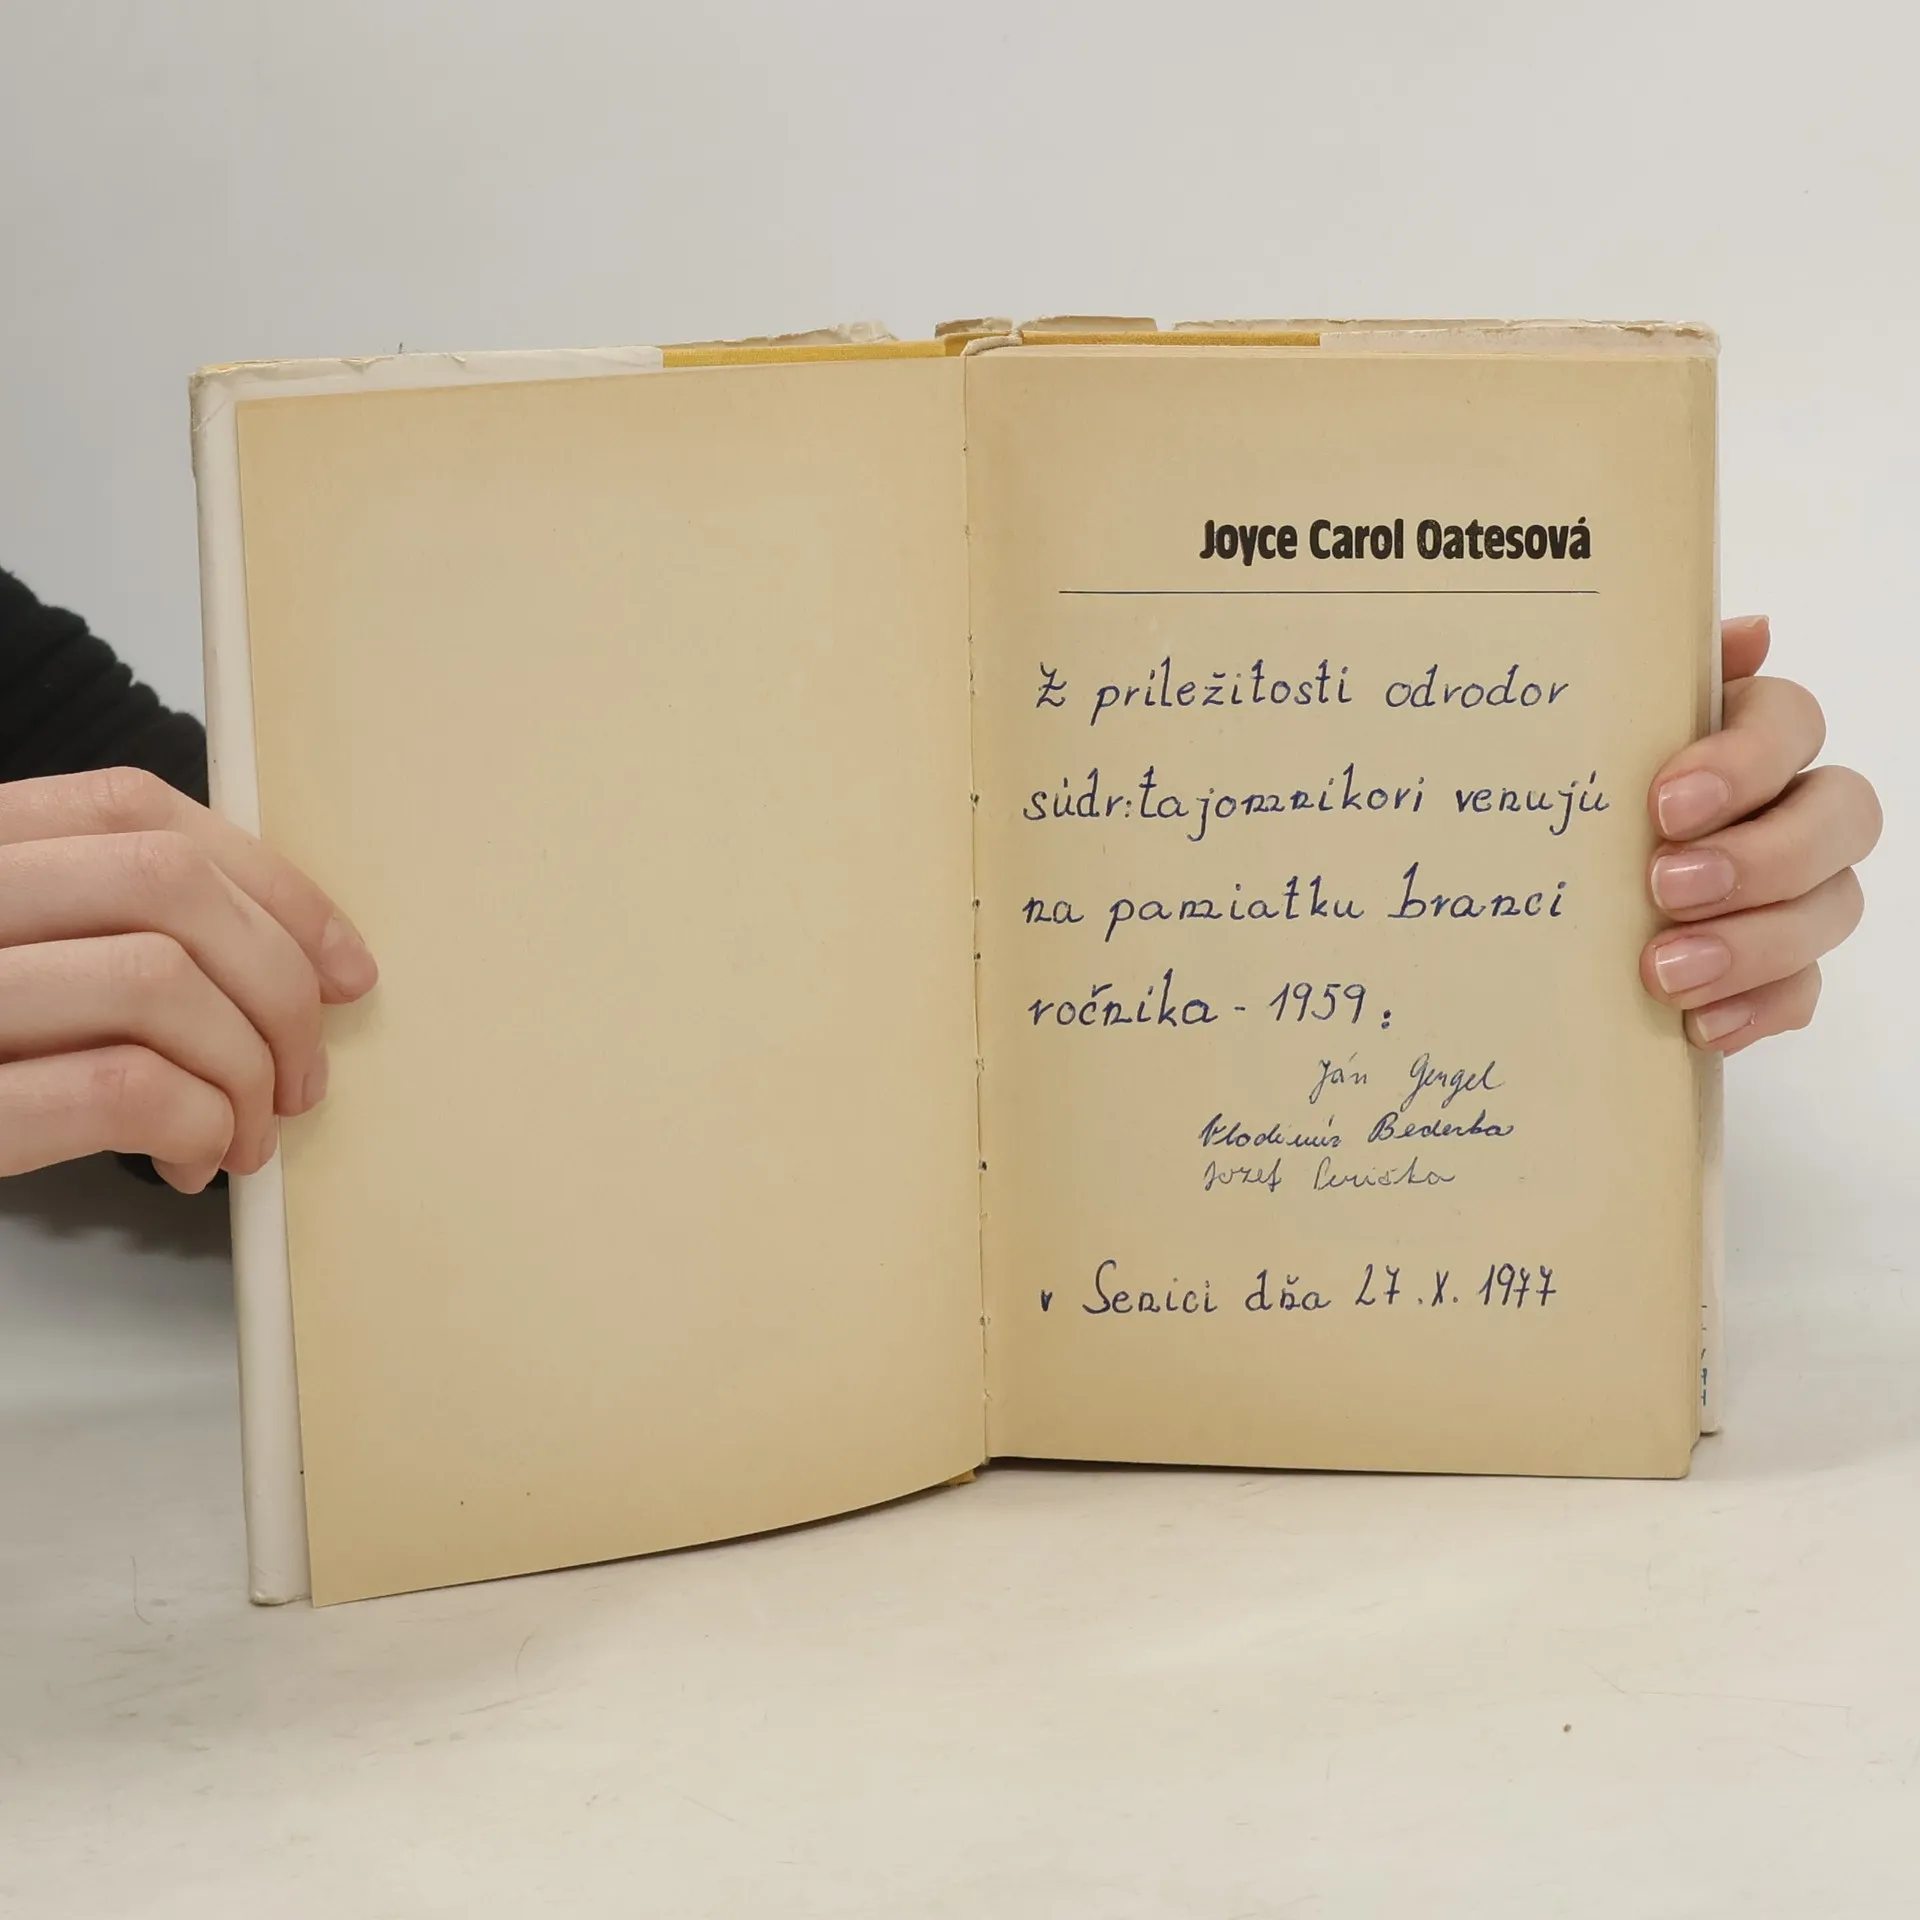 Joyce Carol Oatesová
Z príležitosti odvodov
súdr: tajomníkovi venujú
na pamiatku branci
ročníka - 1959 :
Ján Gengel
Vladimír Bederka
Jozef
v Senici dňa 27. X. 1977